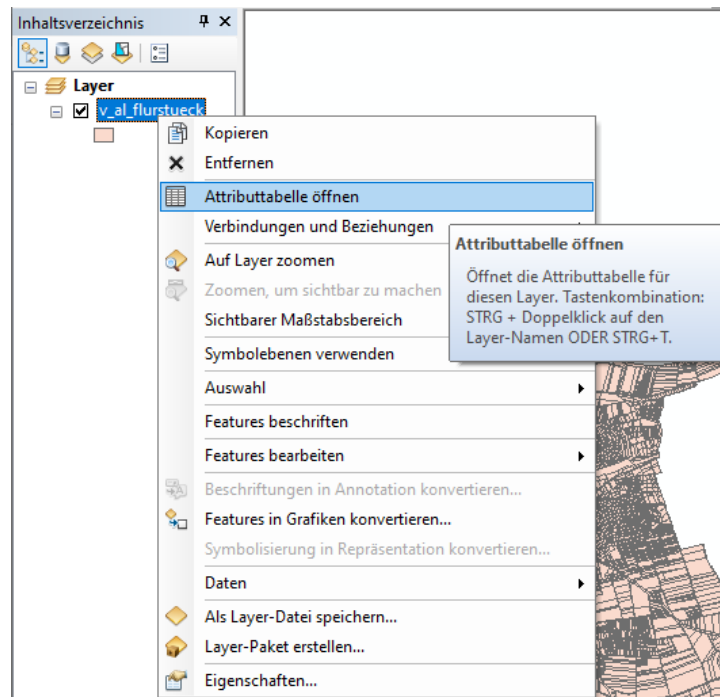 Inhaltsverzeichnis
Layer
v_al_flurstueck
Kopieren
Entfernen
Attributtabelle öffnen
Verbindungen und Beziehungen
Auf Layer zoomen
Zoomen, um sichtbar zu machen
Sichtbarer Maßstabsbereich
Symbolebenen verwenden
Auswahl
Features beschriften
Features bearbeiten
Beschriftungen in Annotation konvertieren...
Features in Grafiken konvertieren...
Symbolisierung in Repräsentation konvertieren...
Daten
Als Layer-Datei speichern...
Layer-Paket erstellen...
Eigenschaften...
Attributtabelle öffnen
Öffnet die Attributtabelle für
diesen Layer. Tastenkombination:
STRG + Doppelklick auf den
Layer-Namen ODER STRG+T.